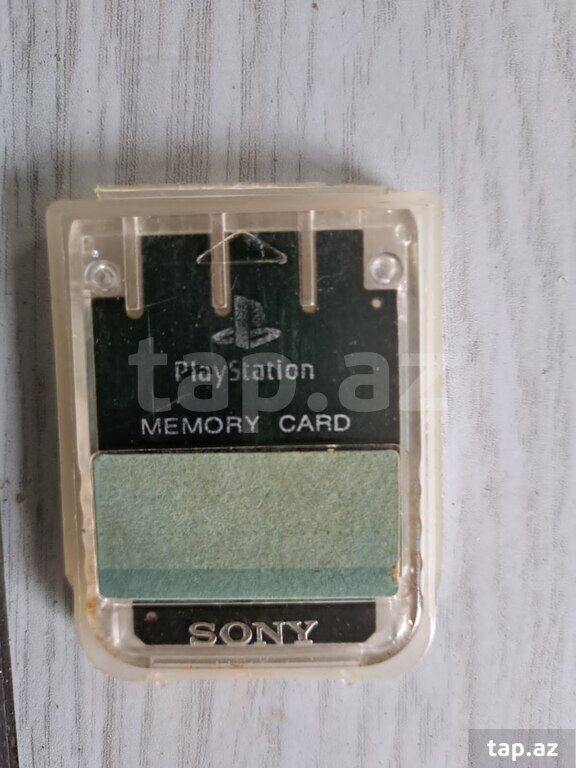 PlayStation
MEMORY CARD
SONY
tap.az
tap.az